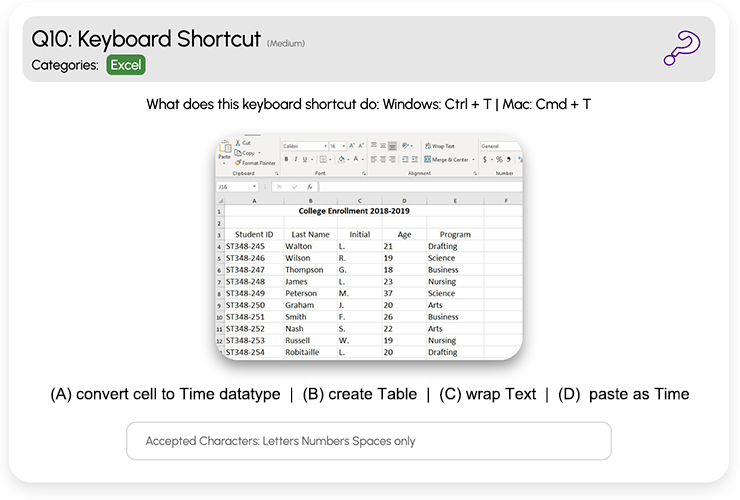 Q10: Keyboard Shortcut (Medium)
Categories: Excel
What does this keyboard shortcut do: Windows: Ctrl + T | Mac: Cmd + T
Cut
Copy
Paste
Format Painter
Clipboard
Calibri 16 A A
B I U A
Font
Wrap Text
Merge & Center
Alignment
General
$ % 9
Number
J16 fx
A B C D E F
1 College Enrollment 2018-2019
2
3 Student ID Last Name Initial Age Program
4 ST348-245 Walton L. 21 Drafting
5 ST348-246 Wilson R. 19 Science
6 ST348-247 Thompson G. 18 Business
7 ST348-248 James L. 23 Nursing
8 ST348-249 Peterson M. 37 Science
9 ST348-250 Graham J. 20 Arts
10 ST348-251 Smith F. 26 Business
11 ST348-252 Nash S. 22 Arts
12 ST348-253 Russell W. 19 Nursing
13 ST348-254 Robitaille L. 20 Drafting
(A) convert cell to Time datatype | (B) create Table | (C) wrap Text | (D) paste as Time
Accepted Characters: Letters Numbers Spaces only